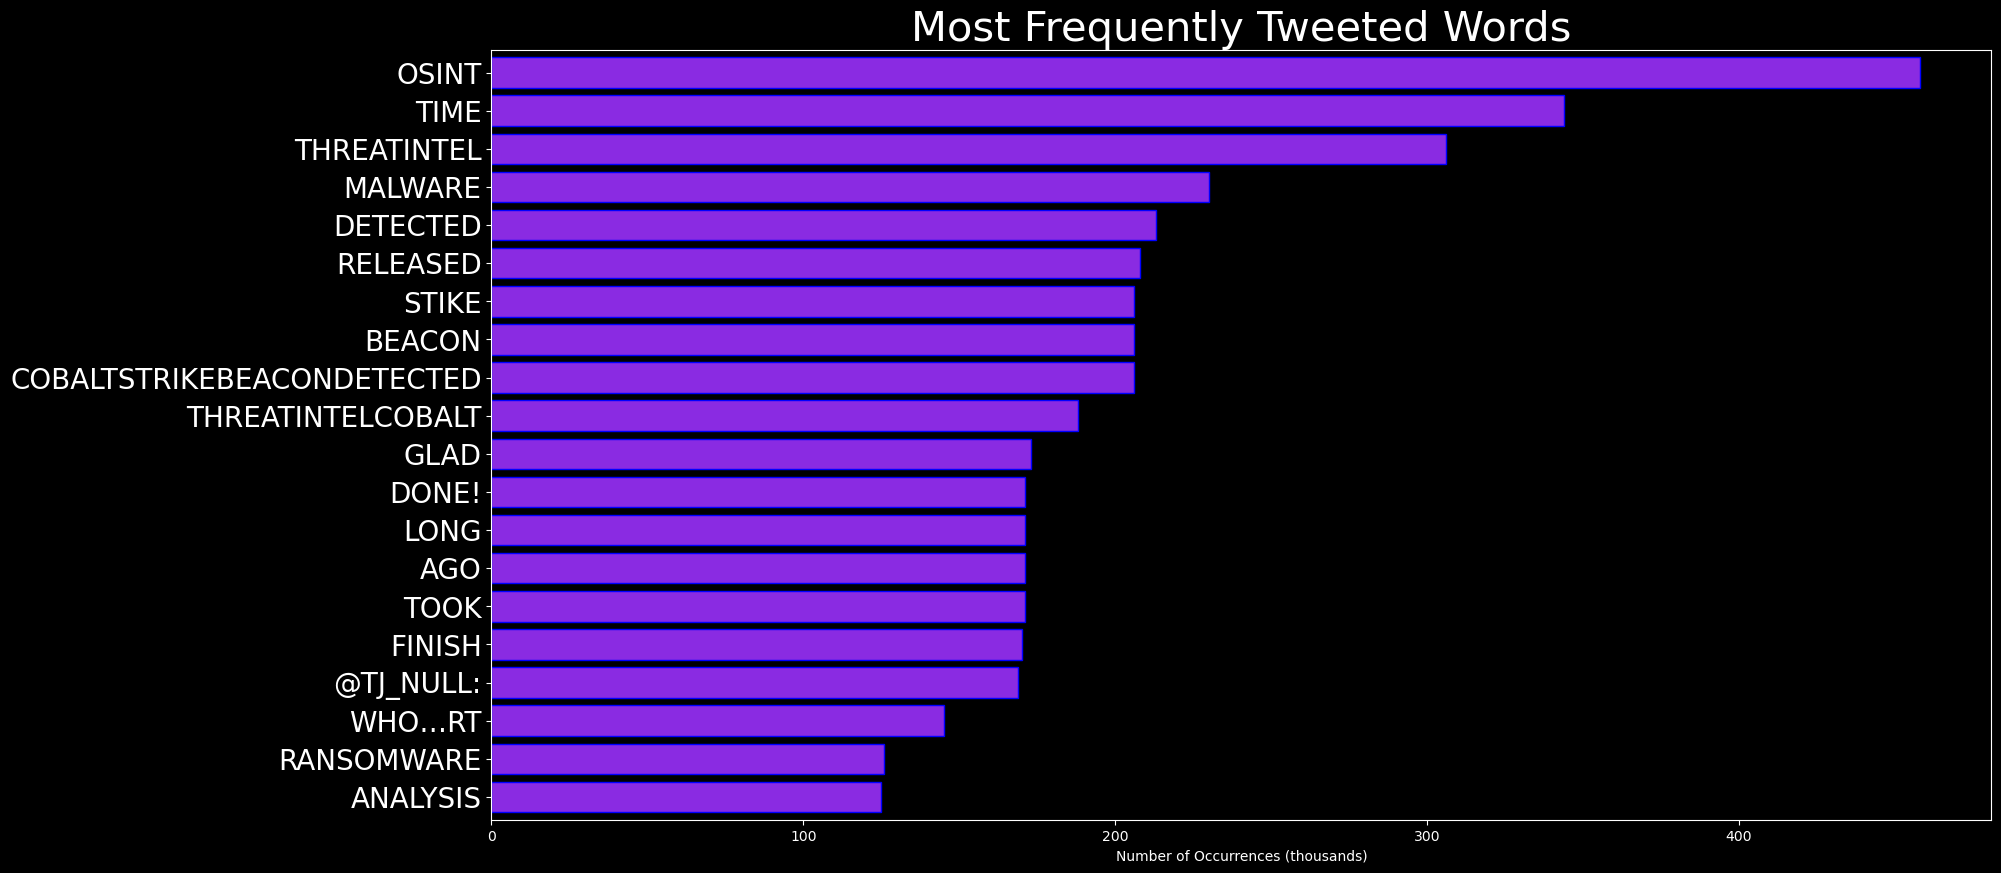 Most Frequently Tweeted Words
OSINT
TIME
THREATINTEL
MALWARE
DETECTED
RELEASED
STIKE
BEACON
COBALTSTRIKEBEACONDETECTED
THREATINTELCOBALT
GLAD
DONE!
LONG
AGO
TOOK
FINISH
@TJ_NULL:
WHO…RT
RANSOMWARE
ANALYSIS
0 100 200 300 400
Number of Occurrences (thousands)